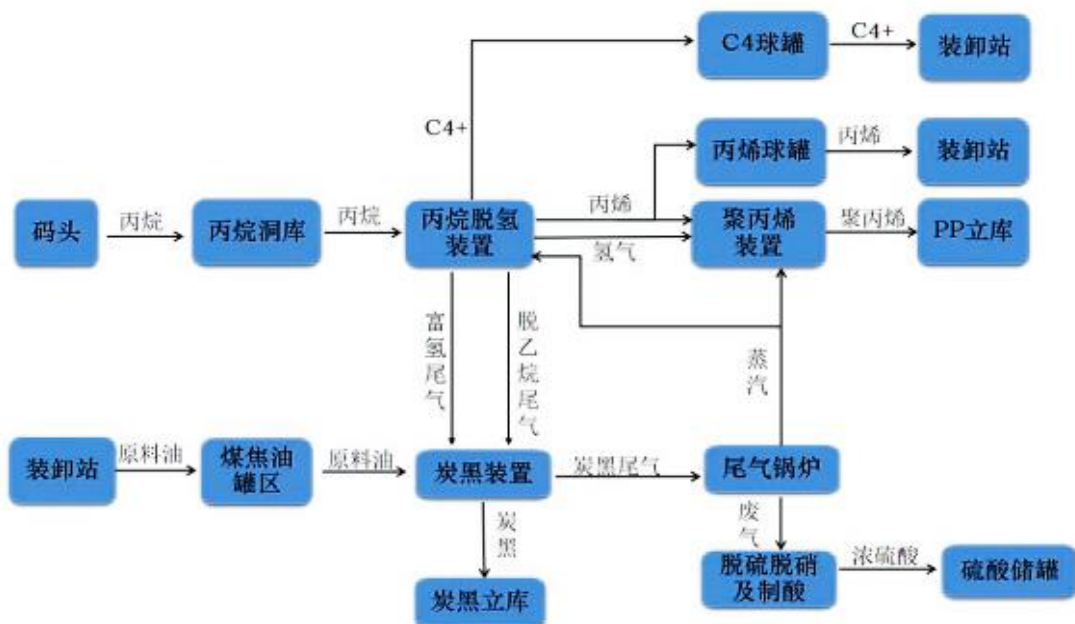 C4球罐
C4+
装卸站
C4+
丙烯球罐
丙烯
装卸站
码头
丙烷
丙烷洞库
丙烷
丙烷脱氢
装置
丙烯
氢气
聚丙烯
装置
聚丙烯
PP立库
富氢尾气
脱乙烷尾气
蒸汽
装卸站
原料油
煤焦油
罐区
原料油
炭黑装置
炭黑尾气
尾气锅炉
炭黑
废气
炭黑立库
脱硫脱硝
及制酸
浓硫酸
硫酸储罐